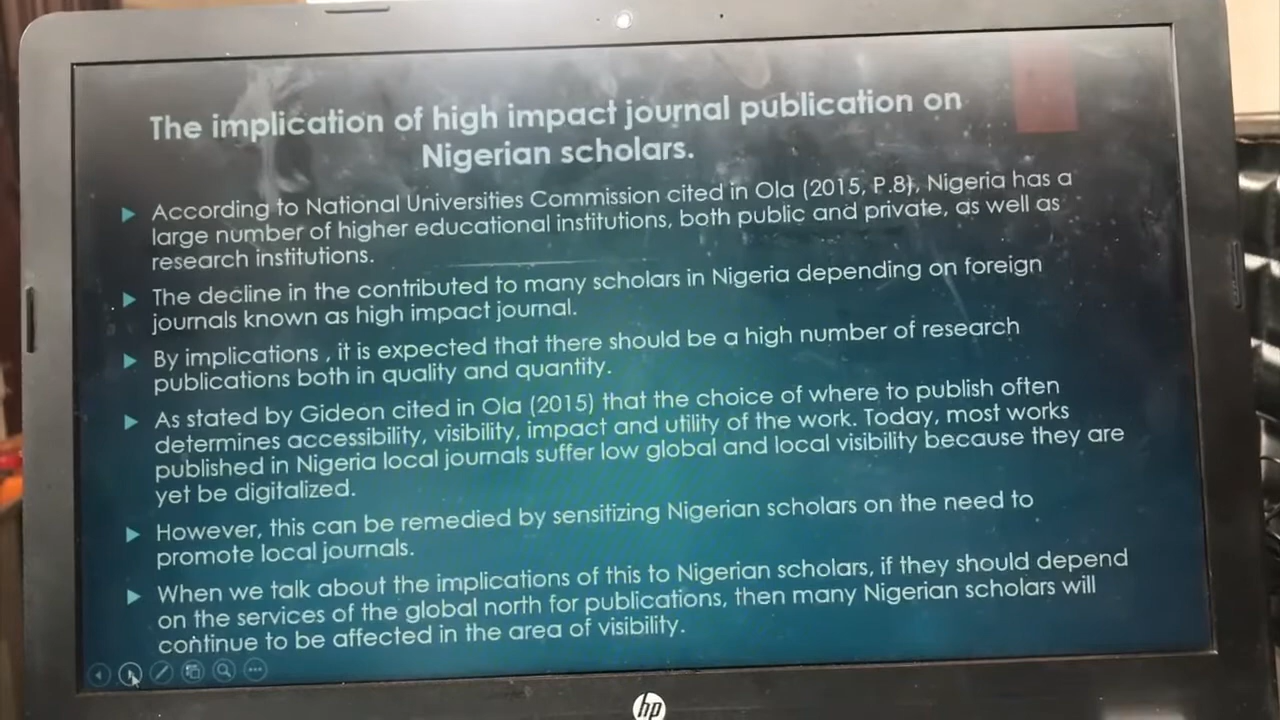 The implication of high impact journal publication on
Nigerian scholars.
According to National Universities Commission cited in Ola (2015, P.8), Nigeria has a
large number of higher educational institutions, both public and private, as well as
research institutions.
The decline in the contributed to many scholars in Nigeria depending on foreign
journals known as high impact journal.
By implications , it is expected that there should be a high number of research
publications both in quality and quantity.
As stated by Gideon cited in Ola (2015) that the choice of where to publish often
determines accessibility, visibility, impact and utility of the work. Today, most works
published in Nigeria local journals suffer low global and local visibility because they are
yet be digitalized.
However, this can be remedied by sensitizing Nigerian scholars on the need to
promote local journals.
When we talk about the implications of this to Nigerian scholars, if they should depend
on the services of the global north for publications, then many Nigerian scholars will
continue to be affected in the area of visibility.
hp